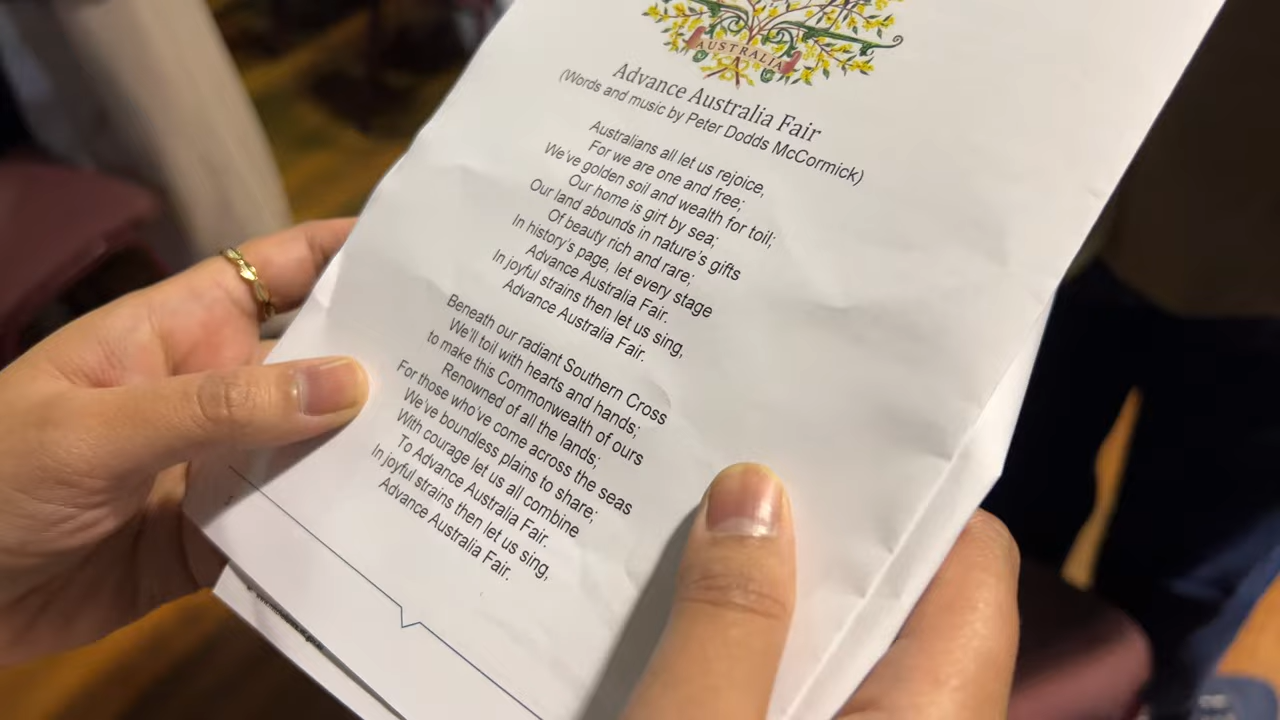 AUSTRALIA
Advance Australia Fair
(Words and music by Peter Dodds McCormick)
Australians all let us rejoice,
For we are one and free;
We've golden soil and wealth for toil;
Our home is girt by sea;
Our land abounds in nature's gifts
Of beauty rich and rare;
In history's page, let every stage
Advance Australia Fair.
In joyful strains then let us sing,
Advance Australia Fair.
Beneath our radiant Southern Cross
We'll toil with hearts and hands;
to make this Commonwealth of ours
Renowned of all the lands;
For those who've come across the seas
We've boundless plains to share;
With courage let us all combine
To Advance Australia Fair.
In joyful strains then let us sing,
Advance Australia Fair.